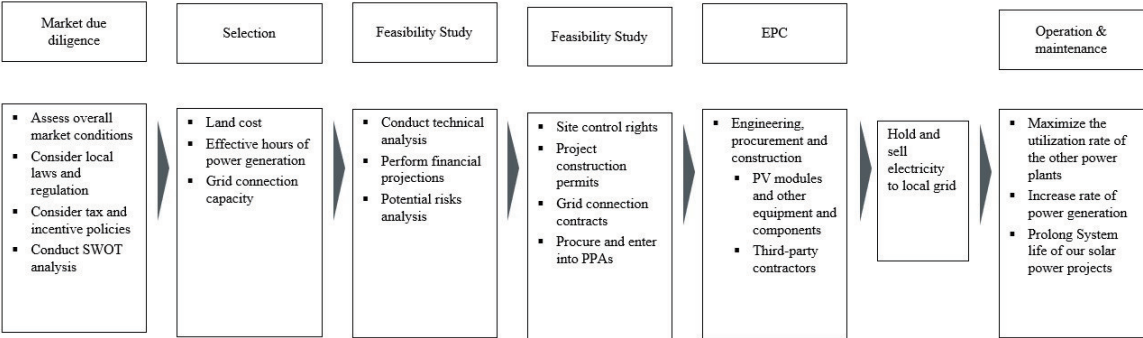 Market due
diligence
Selection
Feasibility Study
Feasibility Study
EPC
Operation &
maintenance
▪ Assess overall
market conditions
▪ Consider local
laws and
regulation
▪ Consider tax and
incentive policies
▪ Conduct SWOT
analysis
▪ Land cost
▪ Effective hours of
power generation
▪ Grid connection
capacity
▪ Conduct technical
analysis
▪ Perform financial
projections
▪ Potential risks
analysis
▪ Site control rights
▪ Project
construction
permits
▪ Grid connection
contracts
▪ Procure and enter
into PPAs
▪ Engineering,
procurement and
construction
▪ PV modules and
other
equipment and
components
▪ Third-party
contractors
Hold and
sell
electricity
to local grid
▪ Maximize the
utilization rate of
the other power
plants
▪ Increase rate of
power generation
▪ Prolong System
life of our solar
power projects